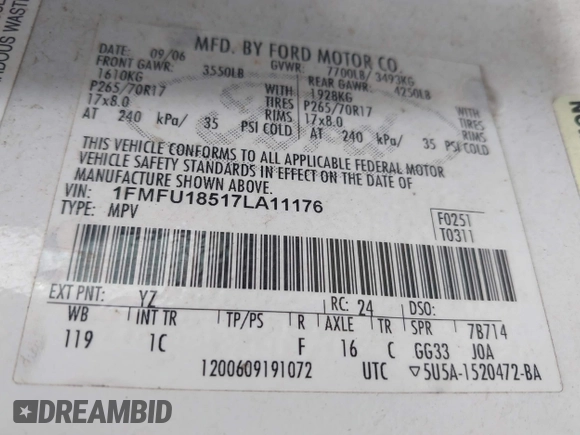 DATE: 09/06 MFD. BY FORD MOTOR CO.
FRONT GAWR: 3550LB GVWR: 7700LB/ 3493KG
1610KG WITH REAR GAWR: 4250LB
P265/70R17 TIRES 1928KG WITH
17x8.0 RIMS P265/70R17 TIRES
AT 240 kPa/ 35 PSI COLD 17x8.0 RIMS
AT 240 kPa/ 35 PSI COLD
THIS VEHICLE CONFORMS TO ALL APPLICABLE FEDERAL MOTOR
VEHICLE SAFETY STANDARDS IN EFFECT ON THE DATE OF
MANUFACTURE SHOWN ABOVE.
VIN: 1FMFU18517LA11176
TYPE: MPV
F0251
T0311
EXT PNT: YZ RC: 24 DSO:
WB INT TR TP/PS R AXLE TR SPR 7B714
119 1C F 16 C GG33 J0A
1200609191072 UTC ▽5U5A-1520472-BA
DREAMBID